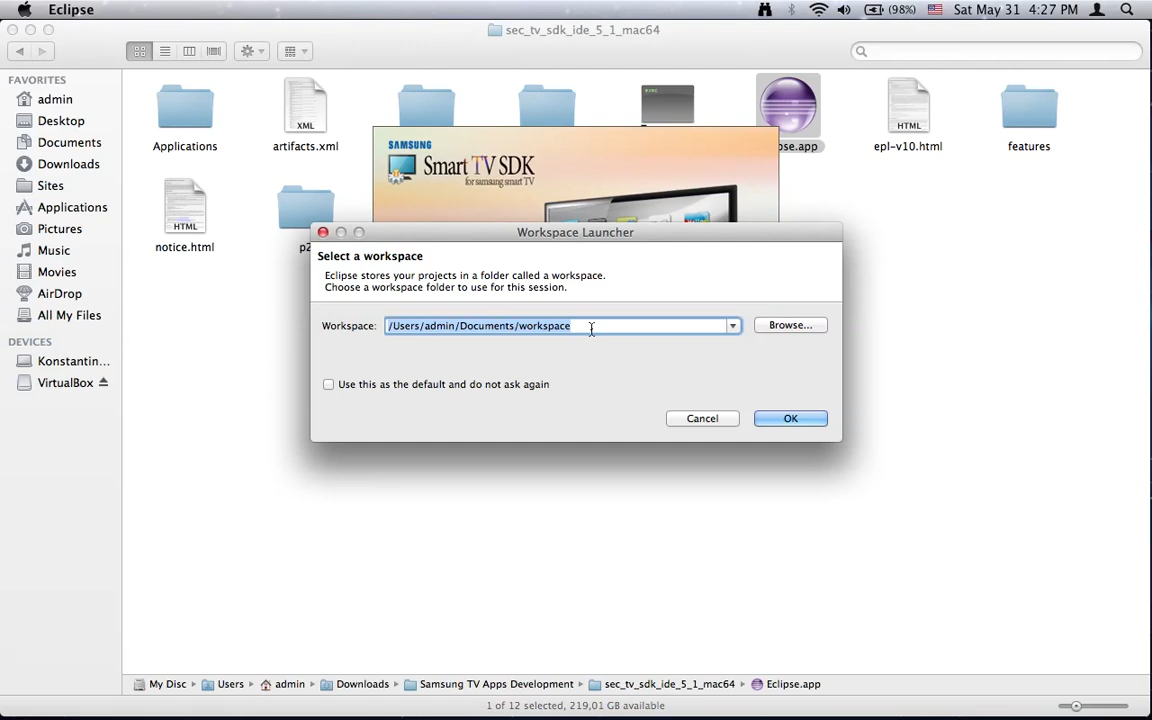 Eclipse
(98%) Sat May 31 4:27 PM
sec_tv_sdk_ide_5_1_mac64
FAVORITES
admin
Desktop
Documents
Downloads
Sites
Applications
Pictures
Music
Movies
AirDrop
All My Files
DEVICES
Konstantin...
VirtualBox
XML
HTML
Applications
artifacts.xml
pse.app
epl-v10.html
features
HTML
notice.html
p2
SAMSUNG
Smart TV SDK
for samsung smart TV
Workspace Launcher
Select a workspace
Eclipse stores your projects in a folder called a workspace.
Choose a workspace folder to use for this session.
Workspace: /Users/admin/Documents/workspace Browse...
Use this as the default and do not ask again
Cancel OK
My Disc Users admin Downloads Samsung TV Apps Development sec_tv_sdk_ide_5_1_mac64 Eclipse.app
1 of 12 selected, 219,01 GB available